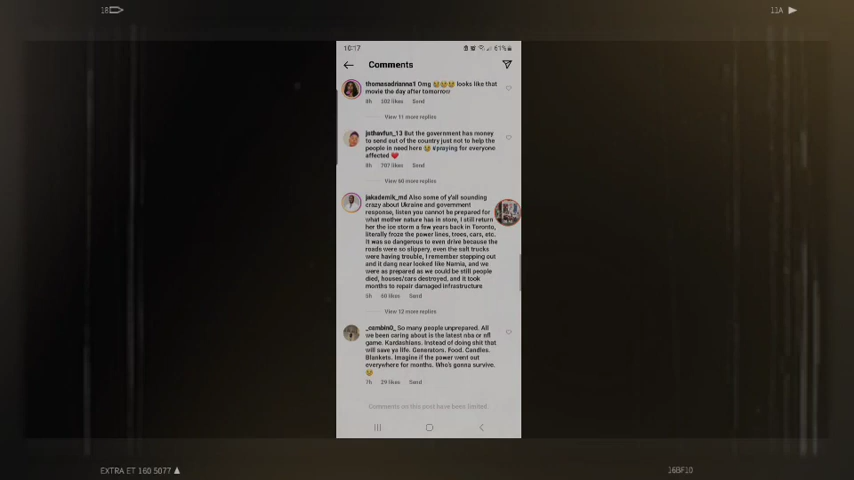 18
11A
10:17
61%
Comments
thomasadrianna1 Omg 😭😭😭 looks like that
movie the day after tomorrow
8h 102 likes Send
View 11 more replies
jsthavfun_13 But the government has money
to send out of the country just not to help the
people in need here 😢 #praying for everyone
affected ❤️
8h 707 likes Send
View 60 more replies
Also some of y'all sounding
crazy about Ukraine and government
response, listen you cannot be prepared for
what mother nature has in store, I still return
her the ice storm a few years back in Toronto,
literally froze the power lines, trees, cars, etc.
It was so dangerous to even drive because the
roads were so slippery, even the salt trucks
were having trouble, I remember stepping out
and it dang near looked like Narnia, and we
were as prepared as we could be still people
died, houses/cars destroyed, and it took
months to repair damaged infrastructure
60 likes Send
View 12 more replies
So many people unprepared. All
we been caring about is the latest nba or nfl
game. Kardashians. Instead of doing shit that
will save ya life. Generators. Food. Candles.
Blankets. Imagine if the power went out
everywhere for months. Who's gonna survive.
😢
7h 29 likes Send
Comments on this post have been limited
EXTRA ET 160 5077
16BF10